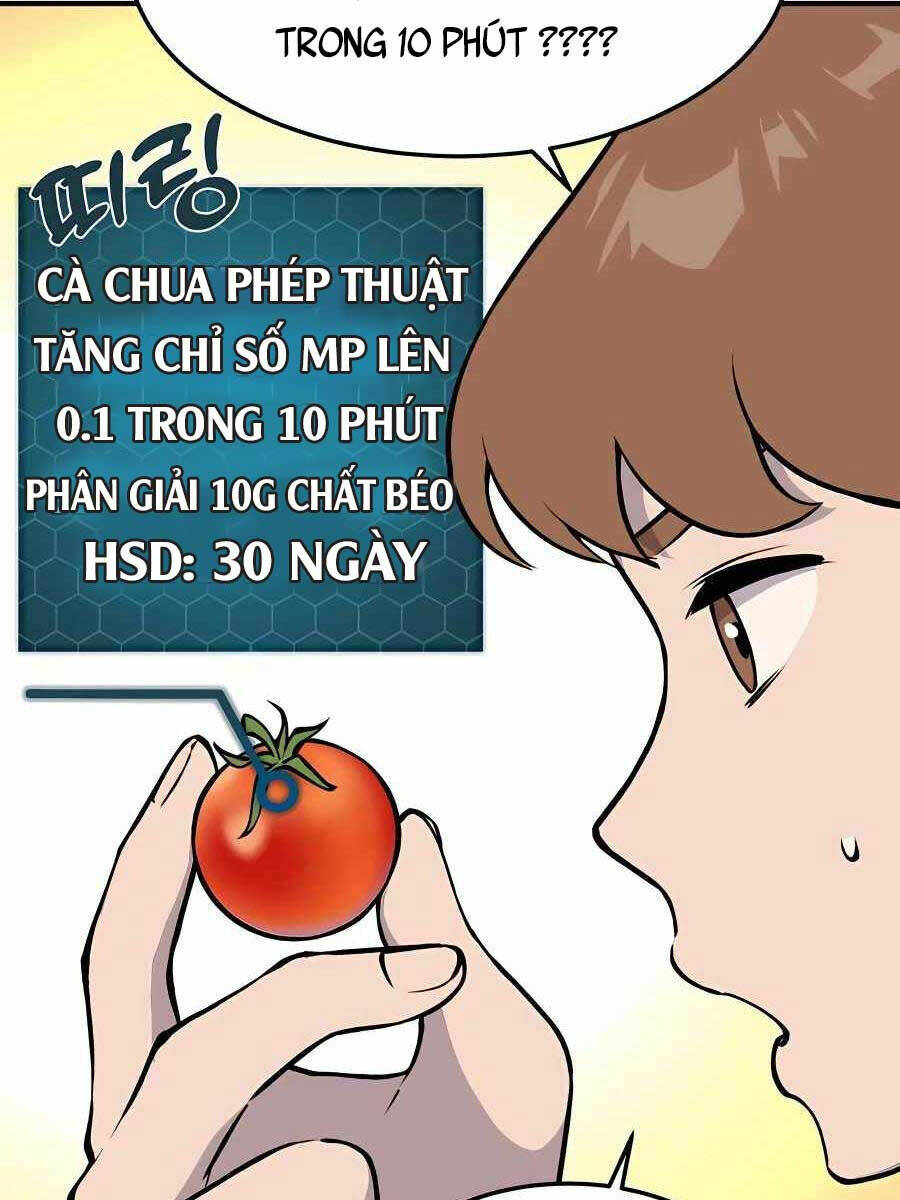 TRONG 10 PHÚT ????
띠링
CÀ CHUA PHÉP THUẬT
TĂNG CHỈ SỐ MP LÊN
0.1 TRONG 10 PHÚT
PHÂN GIẢI 10G CHẤT BÉO
HSD: 30 NGÀY